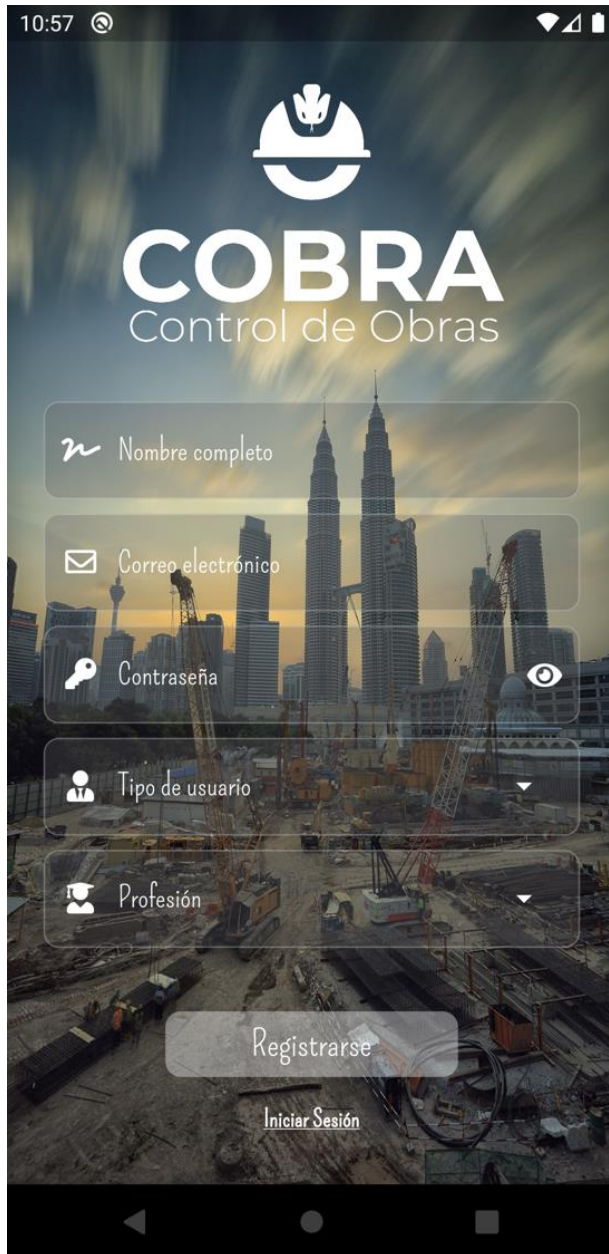 10:57
COBRA
Control de Obras
Nombre completo
Correo electrónico
Contraseña
Tipo de usuario
Profesión
Registrarse
Iniciar Sesión